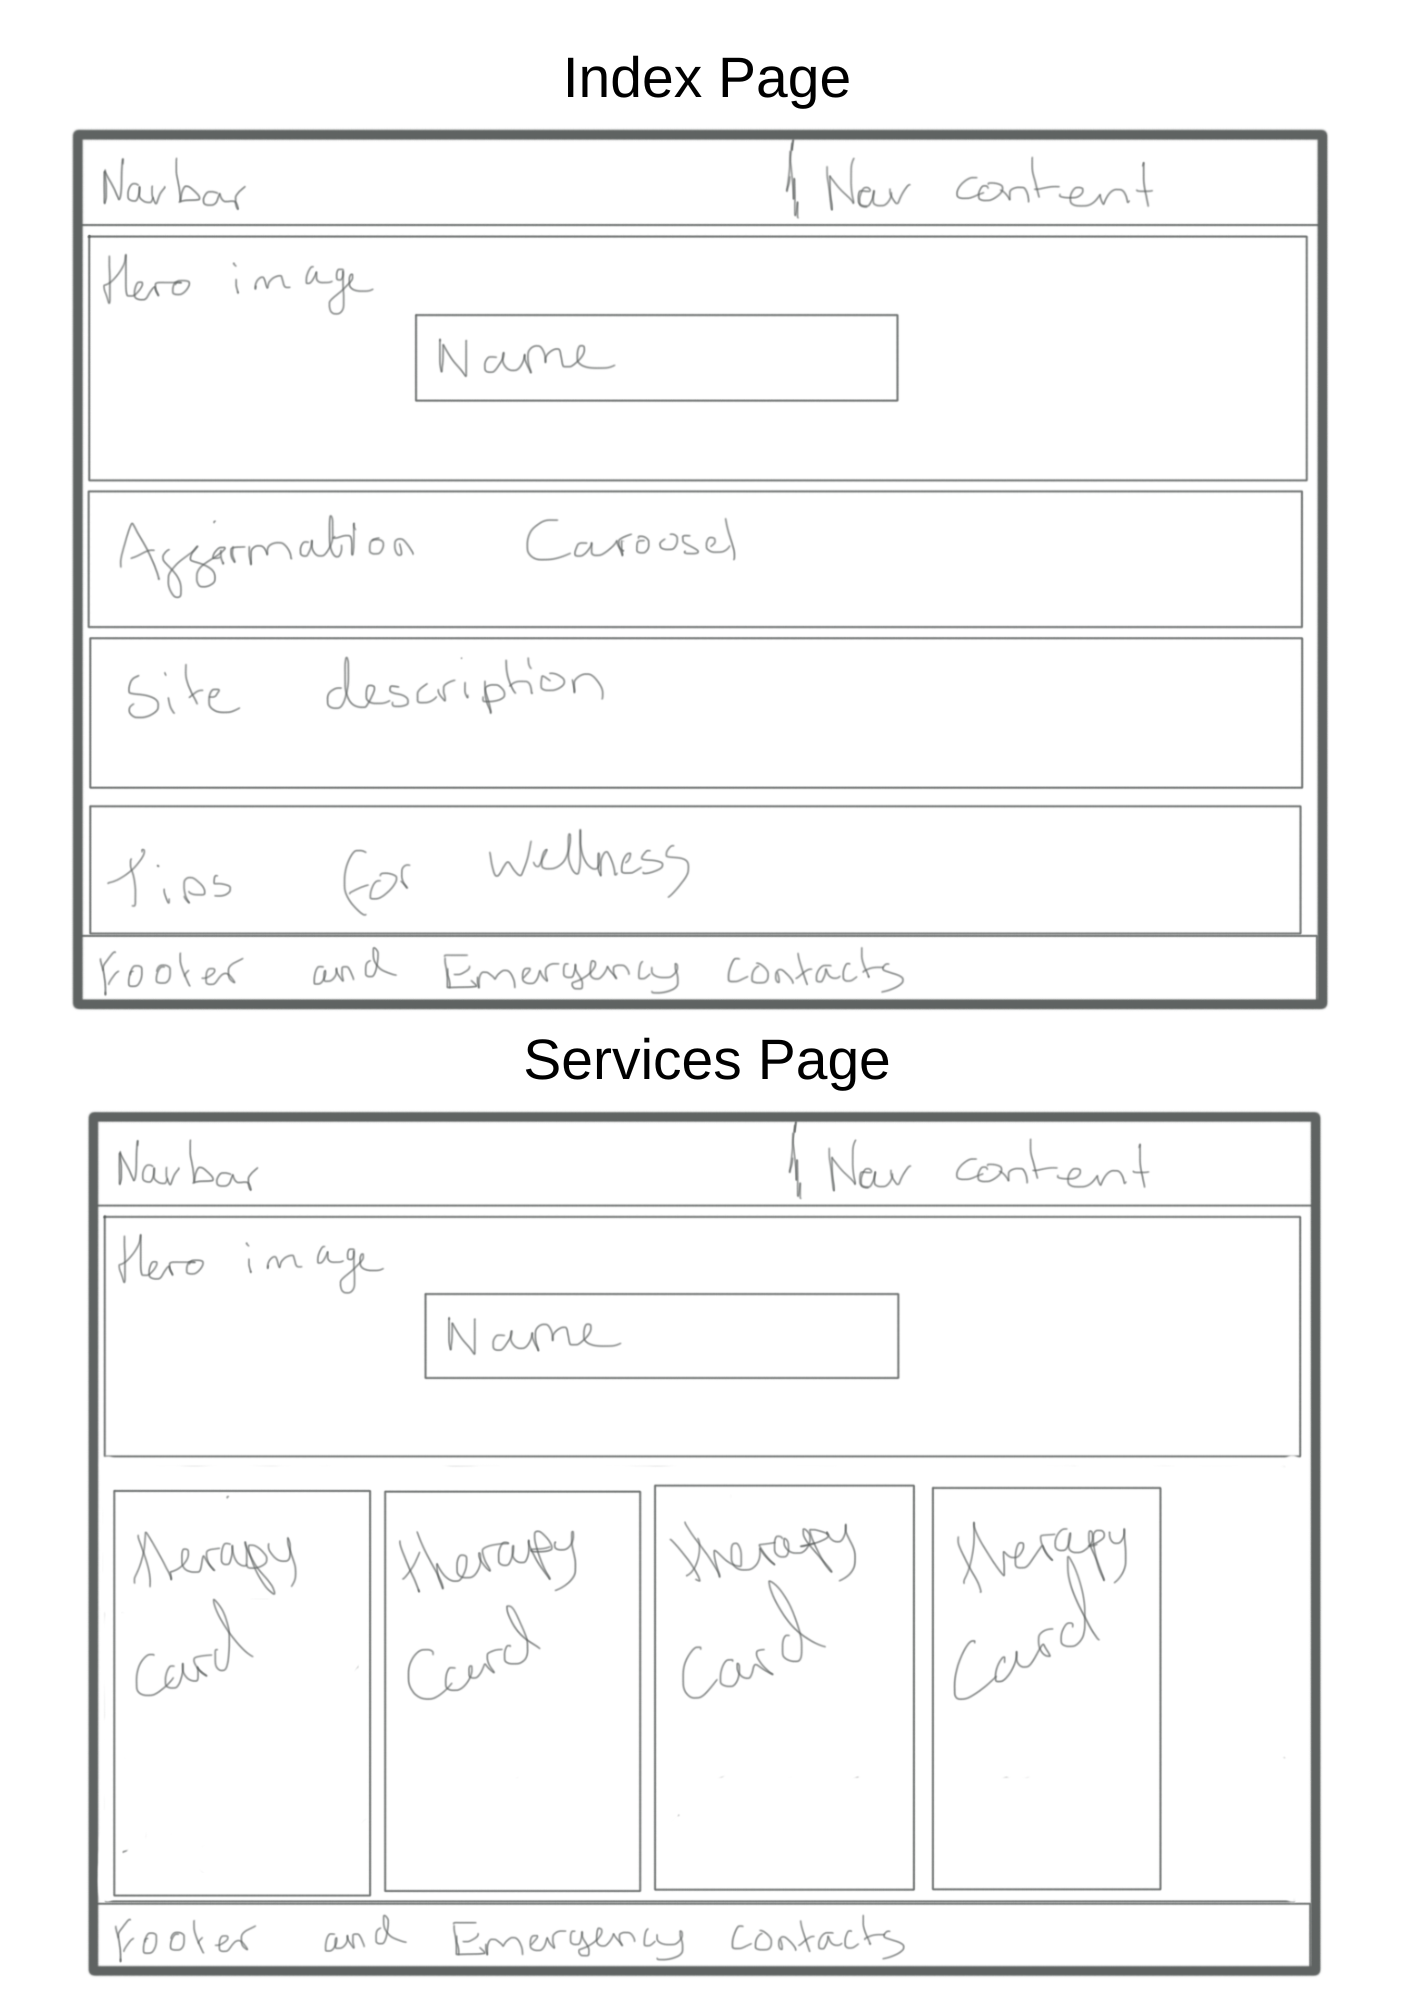 Index Page
Navbar Nav content
Hero image
Name
Affirmation Carousel
Site description
Tips for Wellness
Footer and Emergency contacts
Services Page
Navbar Nav content
Hero image
Name
therapy therapy therapy therapy
Card Card Card Card
Footer and Emergency contacts